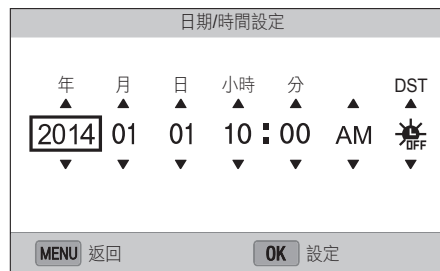 日期/時間設定
年 月 日 小時 分 DST
2014 01 01 10:00 AM OFF
MENU 返回 OK 設定